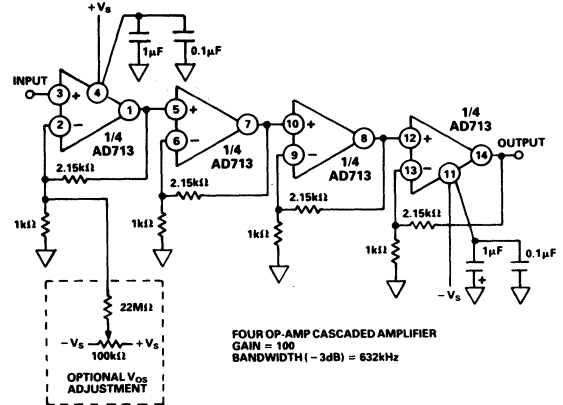 +VS
1µF
0.1µF
INPUT
3
+
4
2
−
1
1/4
AD713
5
+
6
−
7
1/4
AD713
10
+
9
−
8
1/4
AD713
12
+
13
−
11
14
1/4
AD713
OUTPUT
2.15kΩ
2.15kΩ
2.15kΩ
2.15kΩ
1kΩ
1kΩ
1kΩ
1kΩ
1µF
+
0.1µF
−VS
22MΩ
−VS
+VS
100kΩ
OPTIONAL VOS
ADJUSTMENT
FOUR OP-AMP CASCADED AMPLIFIER
GAIN = 100
BANDWIDTH (−3dB) = 632kHz